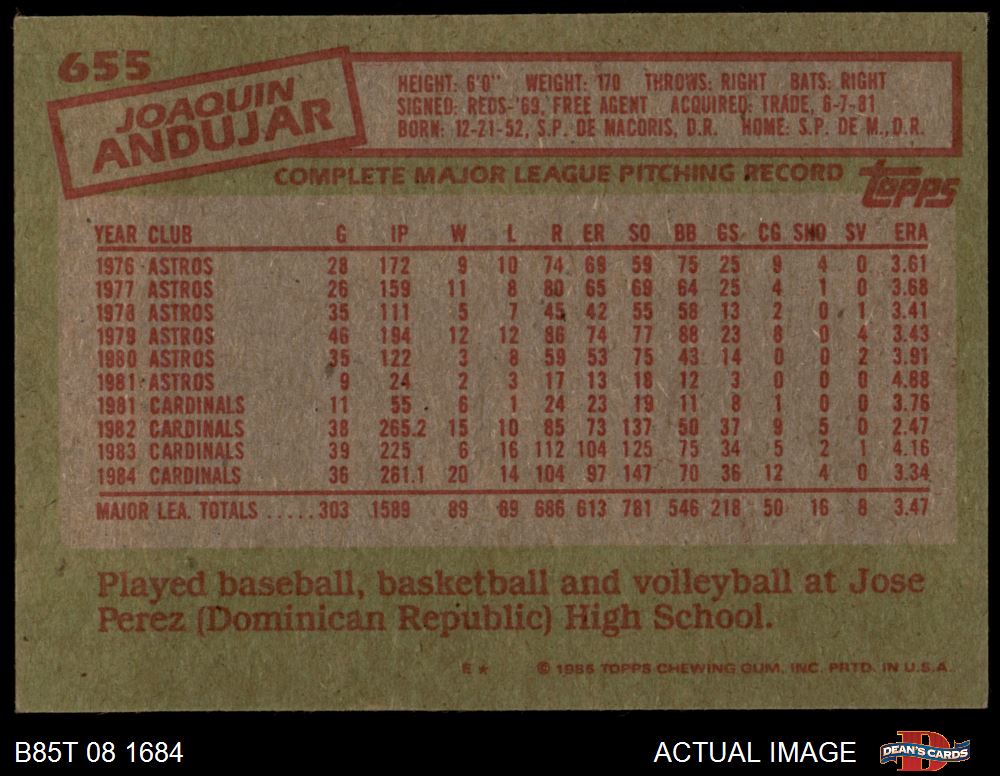 655
JOAQUIN
ANDUJAR
HEIGHT: 6'0" WEIGHT: 170 THROWS: RIGHT BATS: RIGHT
SIGNED: REDS-'69, FREE AGENT ACQUIRED: TRADE, 6-7-81
BORN: 12-21-52, S.P. DE MACORIS, D.R. HOME: S.P. DE M., D.R.
COMPLETE MAJOR LEAGUE PITCHING RECORD
topps
YEAR CLUB G IP W L R ER SO BB GS CG SHO SV ERA
1976 ASTROS 28 172 9 10 74 69 59 75 25 9 4 0 3.61
1977 ASTROS 26 159 11 8 80 65 69 64 25 4 1 0 3.68
1978 ASTROS 35 111 5 7 45 42 55 58 13 2 0 1 3.41
1979 ASTROS 46 194 12 12 86 74 77 88 23 8 0 4 3.43
1980 ASTROS 35 122 3 8 59 53 75 43 14 0 0 2 3.91
1981 ASTROS 9 24 2 3 17 13 18 12 3 0 0 0 4.88
1981 CARDINALS 11 55 6 1 24 23 19 11 8 1 0 0 3.76
1982 CARDINALS 38 265.2 15 10 85 73 137 50 37 9 5 0 2.47
1983 CARDINALS 39 225 6 16 112 104 125 75 34 5 2 1 4.16
1984 CARDINALS 36 261.1 20 14 104 97 147 70 36 12 4 0 3.34
MAJOR LEA. TOTALS .....303 1589 89 89 686 613 781 546 218 50 16 8 3.47
Played baseball, basketball and volleyball at Jose
Perez (Dominican Republic) High School.
E ★ © 1985 TOPPS CHEWING GUM, INC. PRTD. IN U.S.A.
B85T 08 1684 ACTUAL IMAGE DEAN'S CARDS